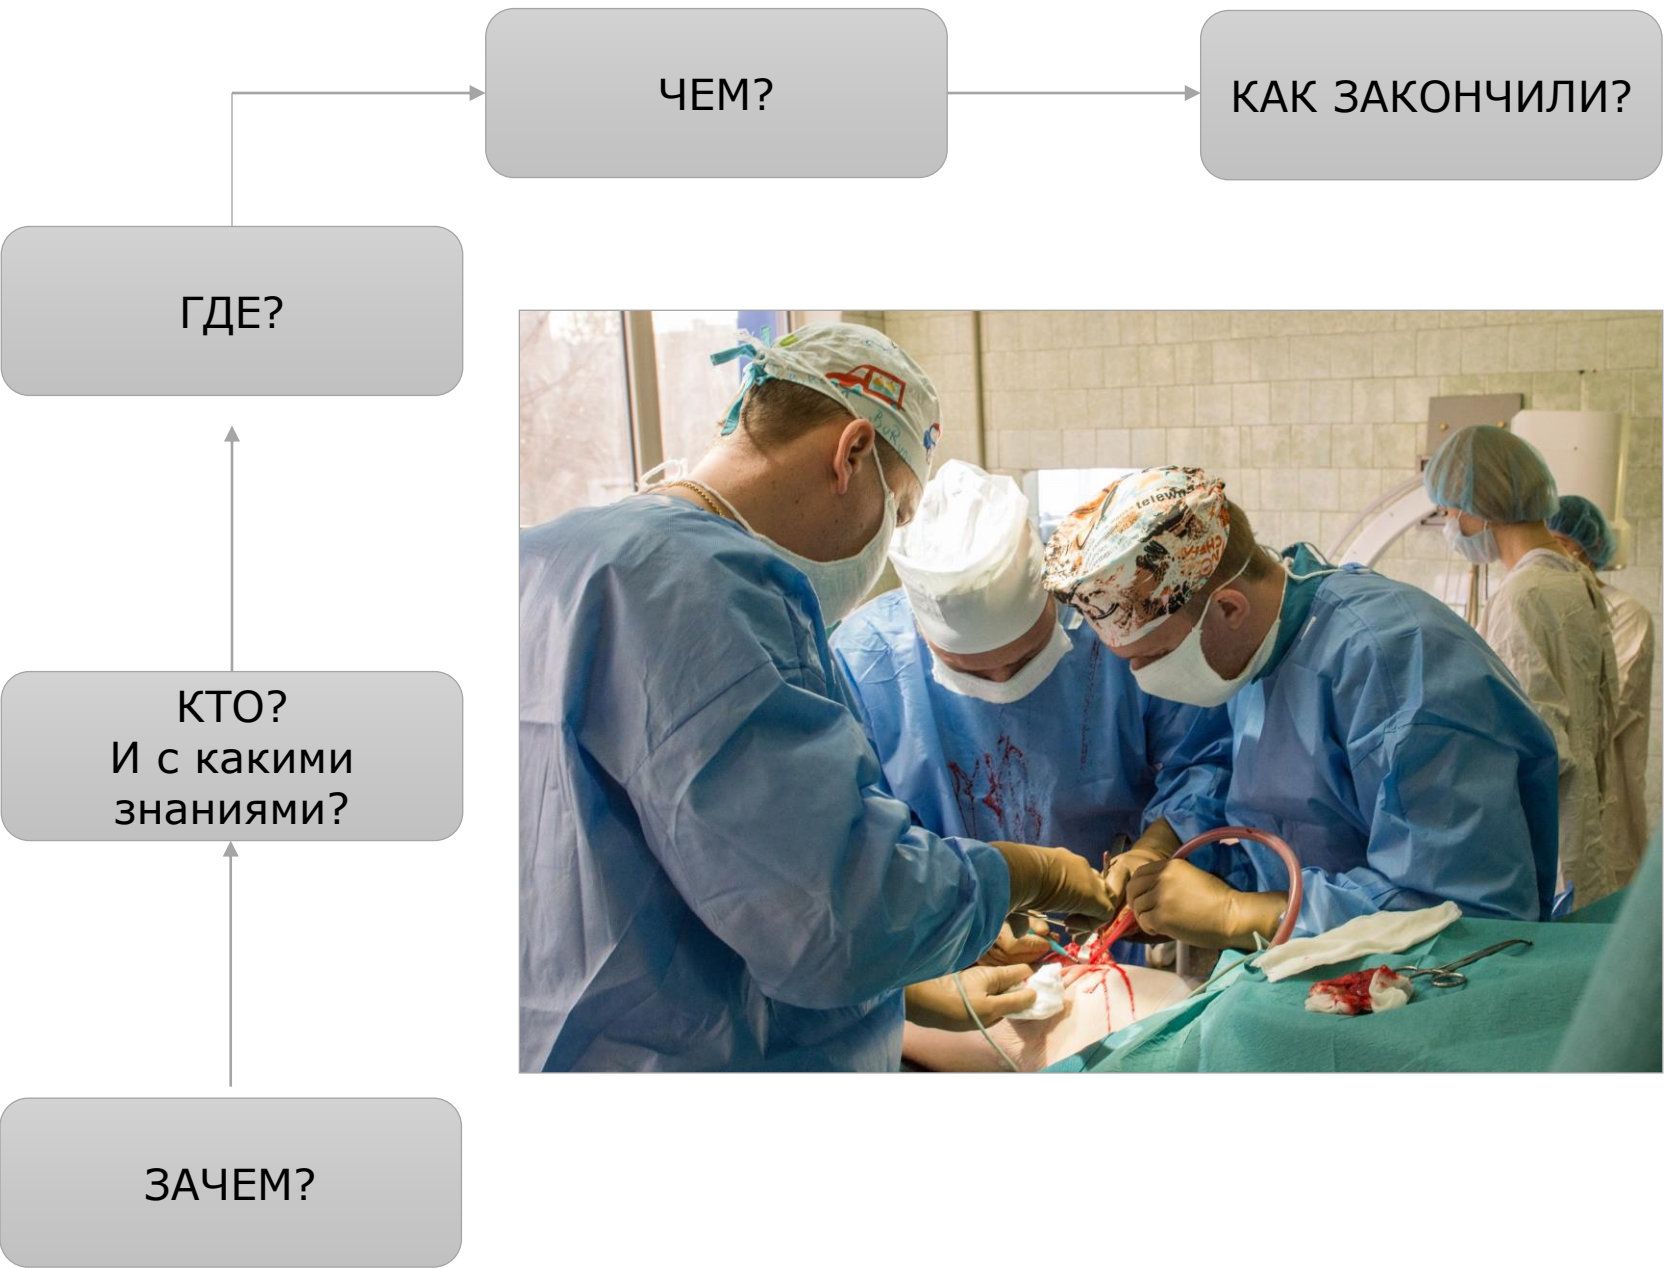 ЧЕМ?
КАК ЗАКОНЧИЛИ?
ГДЕ?
КТО?
И с какими
знаниями?
ЗАЧЕМ?